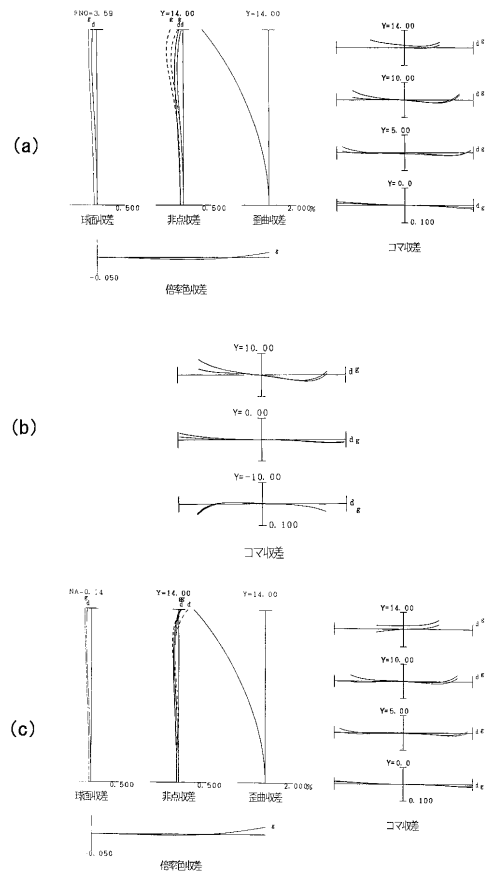 (a)
FNO=3.59
g d
0.500
球面収差
Y=14.00
g g
d d
0.500
非点収差
Y=14.00
2.000%
歪曲収差
g
-0.050
倍率色収差
Y=14.00
d g
Y=10.00
d g
Y=5.00
d g
Y=0.0
d g
0.100
コマ収差
(b)
Y=10.00
d g
Y=0.00
d g
Y=-10.00
d g
0.100
コマ収差
(c)
NA=0.14
g d
0.500
球面収差
Y=14.00
g g
d d
0.500
非点収差
Y=14.00
2.000%
歪曲収差
g
-0.050
倍率色収差
Y=14.00
d g
Y=10.00
d g
Y=5.00
d g
Y=0.0
d g
0.100
コマ収差